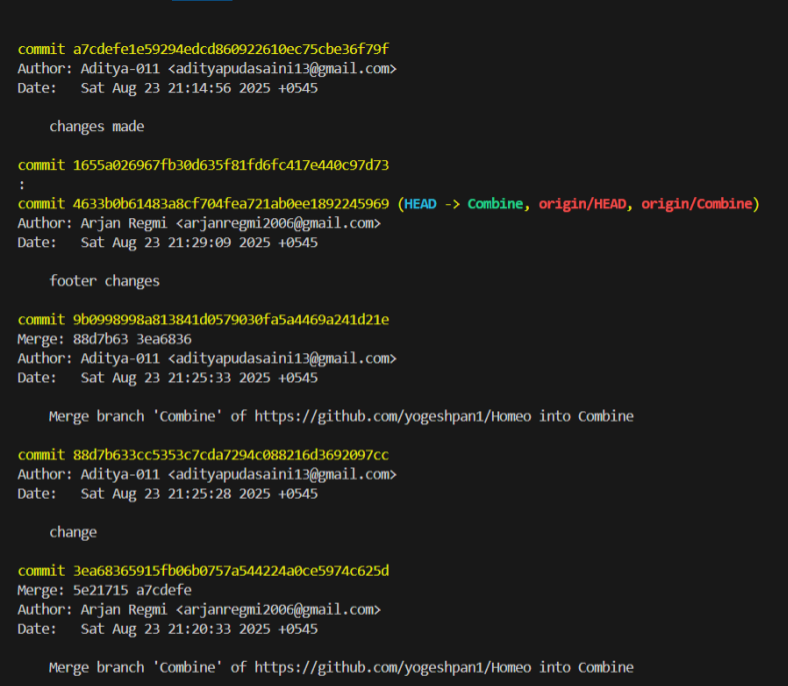 commit a7cdefe1e59294edcd860922610ec75cbe36f79f
Author: Aditya-011 <adityapudasaini13@gmail.com>
Date:   Sat Aug 23 21:14:56 2025 +0545
changes made
commit 1655a026967fb30d635f81fd6fc417e440c97d73
:
commit 4633b0b61483a8cf704fea721ab0ee1892245969 (HEAD -> Combine, origin/HEAD, origin/Combine)
Author: Arjan Regmi <arjanregmi2006@gmail.com>
Date:   Sat Aug 23 21:29:09 2025 +0545
footer changes
commit 9b0998998a813841d0579030fa5a4469a241d21e
Merge: 88d7b63 3ea6836
Author: Aditya-011 <adityapudasaini13@gmail.com>
Date:   Sat Aug 23 21:25:33 2025 +0545
Merge branch 'Combine' of https://github.com/yogeshpan1/Homeo into Combine
commit 88d7b633cc5353c7cda7294c088216d3692097cc
Author: Aditya-011 <adityapudasaini13@gmail.com>
Date:   Sat Aug 23 21:25:28 2025 +0545
change
commit 3ea68365915fb06b0757a544224a0ce5974c625d
Merge: 5e21715 a7cdefe
Author: Arjan Regmi <arjanregmi2006@gmail.com>
Date:   Sat Aug 23 21:20:33 2025 +0545
Merge branch 'Combine' of https://github.com/yogeshpan1/Homeo into Combine